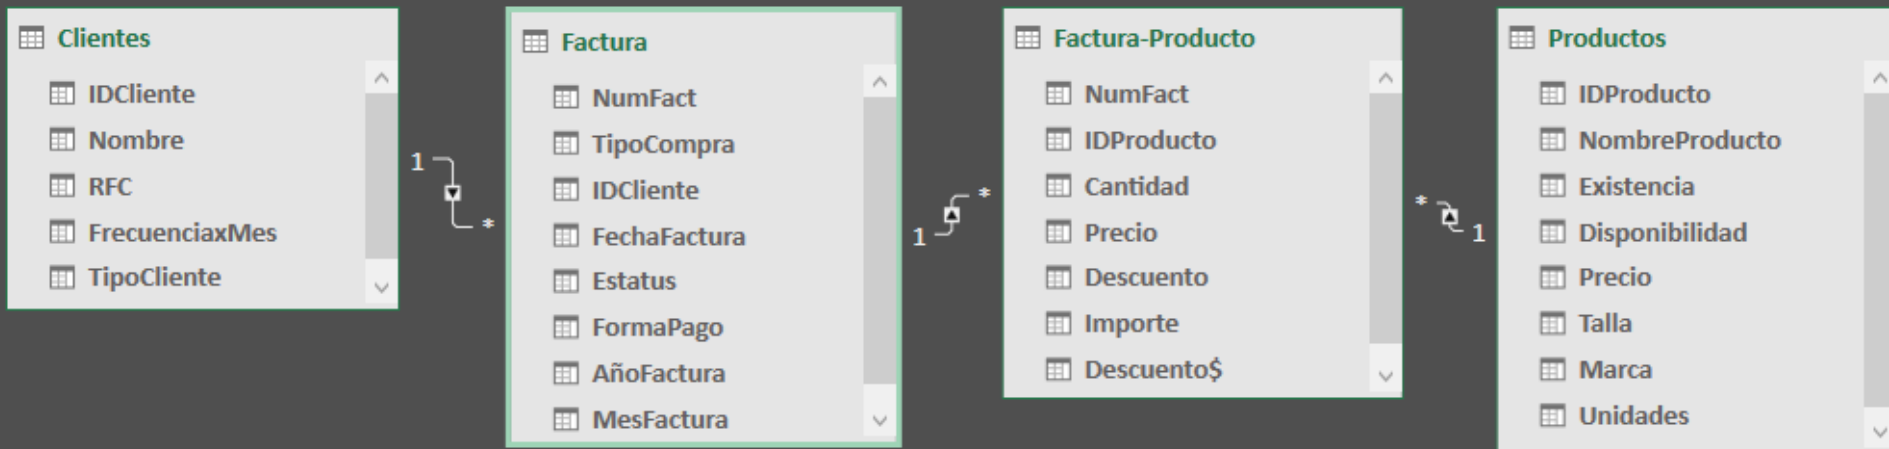 Clientes
IDCliente
Nombre
RFC
FrecuenciaxMes
TipoCliente
1
*
Factura
NumFact
TipoCompra
IDCliente
FechaFactura
Estatus
FormaPago
AñoFactura
MesFactura
1
*
Factura-Producto
NumFact
IDProducto
Cantidad
Precio
Descuento
Importe
Descuento$
*
1
Productos
IDProducto
NombreProducto
Existencia
Disponibilidad
Precio
Talla
Marca
Unidades